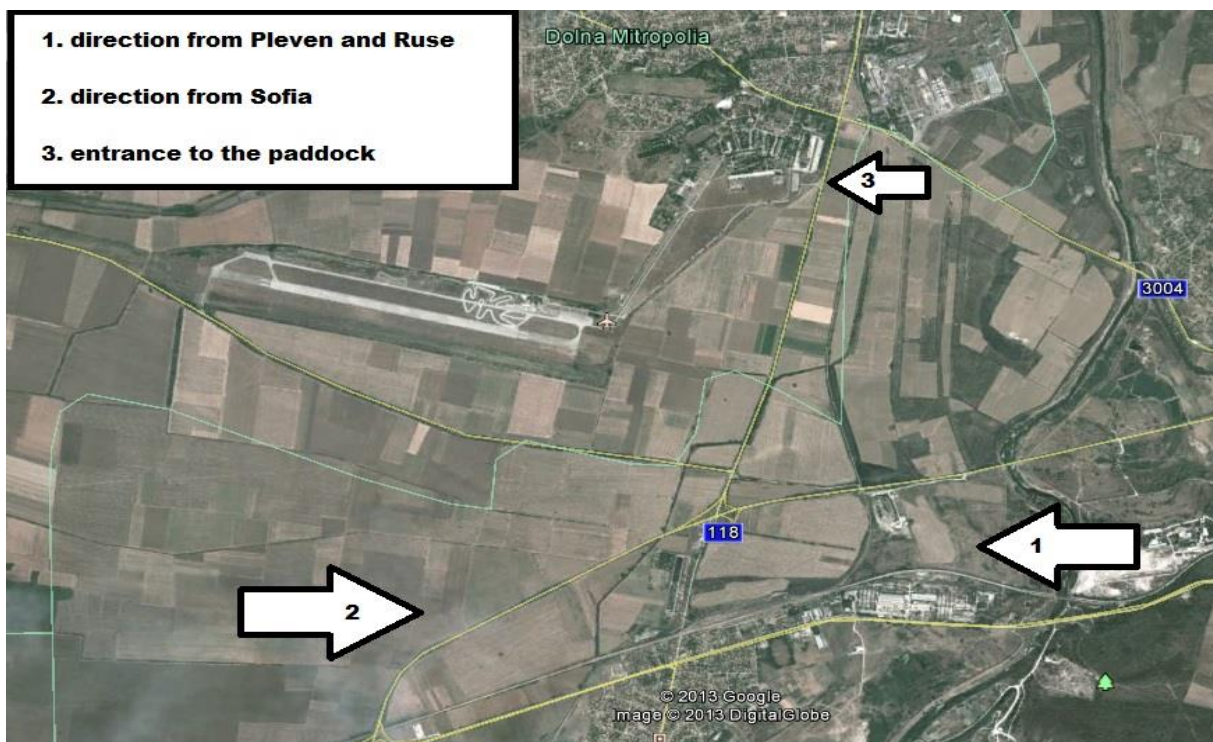 1. direction from Pleven and Ruse
2. direction from Sofia
3. entrance to the paddock
Dolna Mitropolia
3
3004
118
1
2
© 2013 Google
Image © 2013 DigitalGlobe